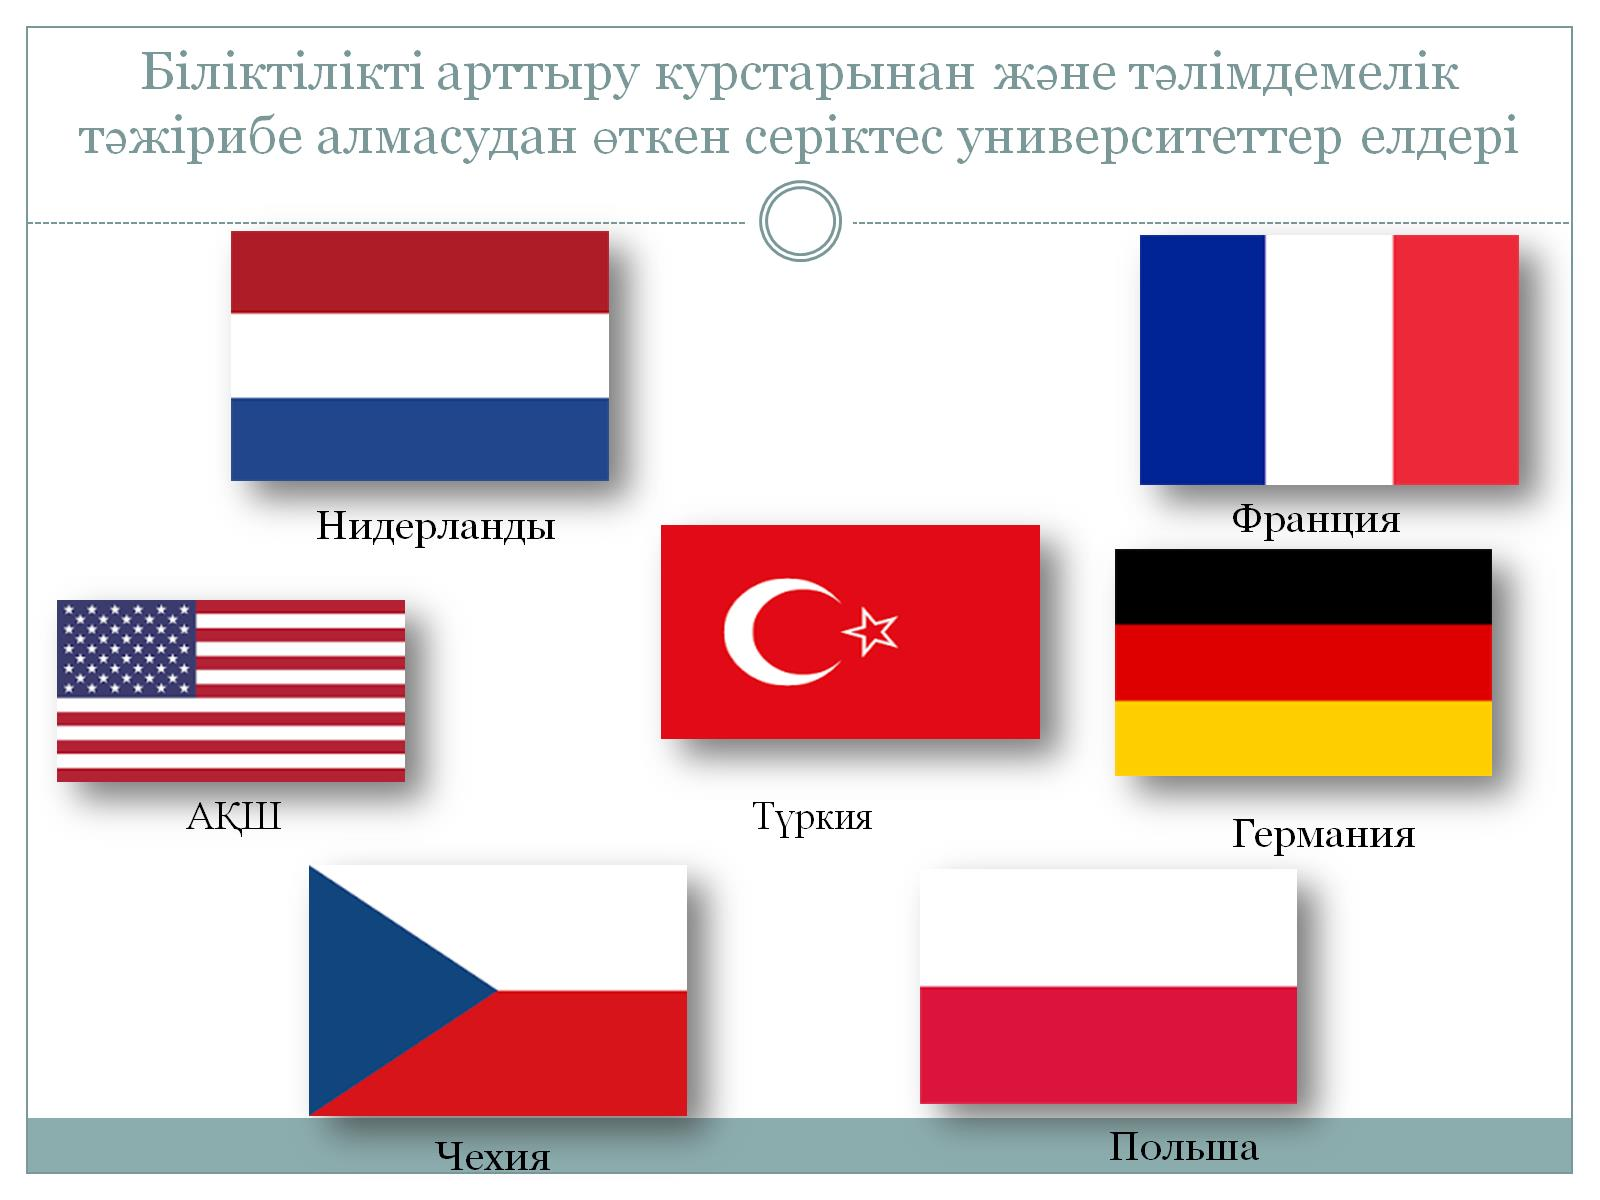 Біліктілікті арттыру курстарынан және тәлімдемелік
тәжірибе алмасудан өткен серіктес университеттер елдері
Нидерланды
Франция
АҚШ
Түркия
Германия
Чехия
Польша